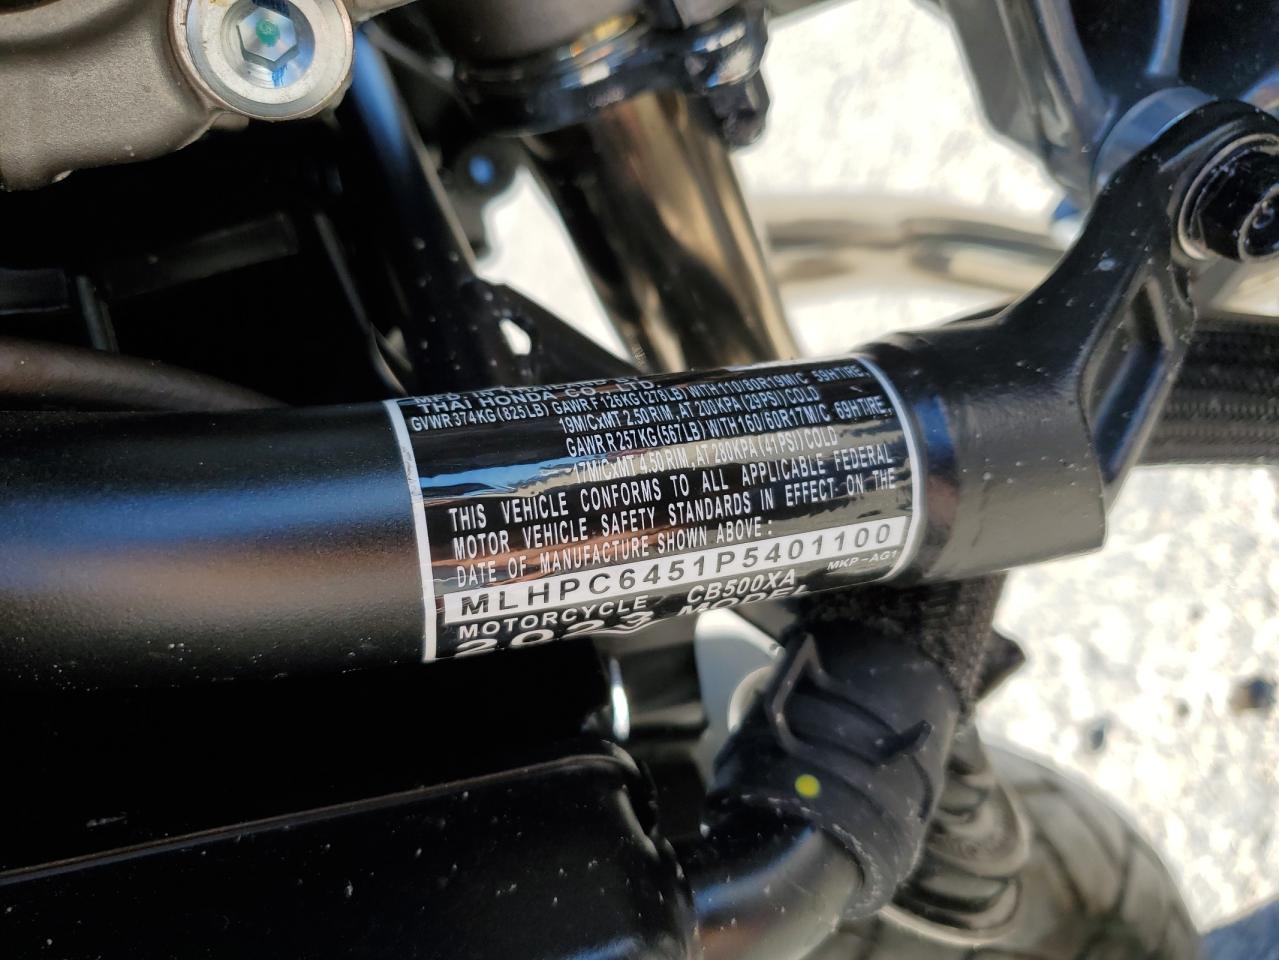 THAI HONDA CO.,LTD.
GVWR 374KG (825LB) GAWR F 126KG (278LB) WITH 110/80R19M/C 59H TIRE,
19M/CxMT 2.50 RIM, AT 200KPA (29PSI) COLD
GAWR R 257KG (567LB) WITH 160/60R17M/C 69H TIRE,
17M/CxMT 4.50 RIM, AT 280KPA (41PSI) COLD
THIS VEHICLE CONFORMS TO ALL APPLICABLE FEDERAL
MOTOR VEHICLE SAFETY STANDARDS IN EFFECT ON THE
DATE OF MANUFACTURE SHOWN ABOVE :
MLHPC6451P5401100
MOTORCYCLE CB500XA MKP-AG1
2023 MODEL